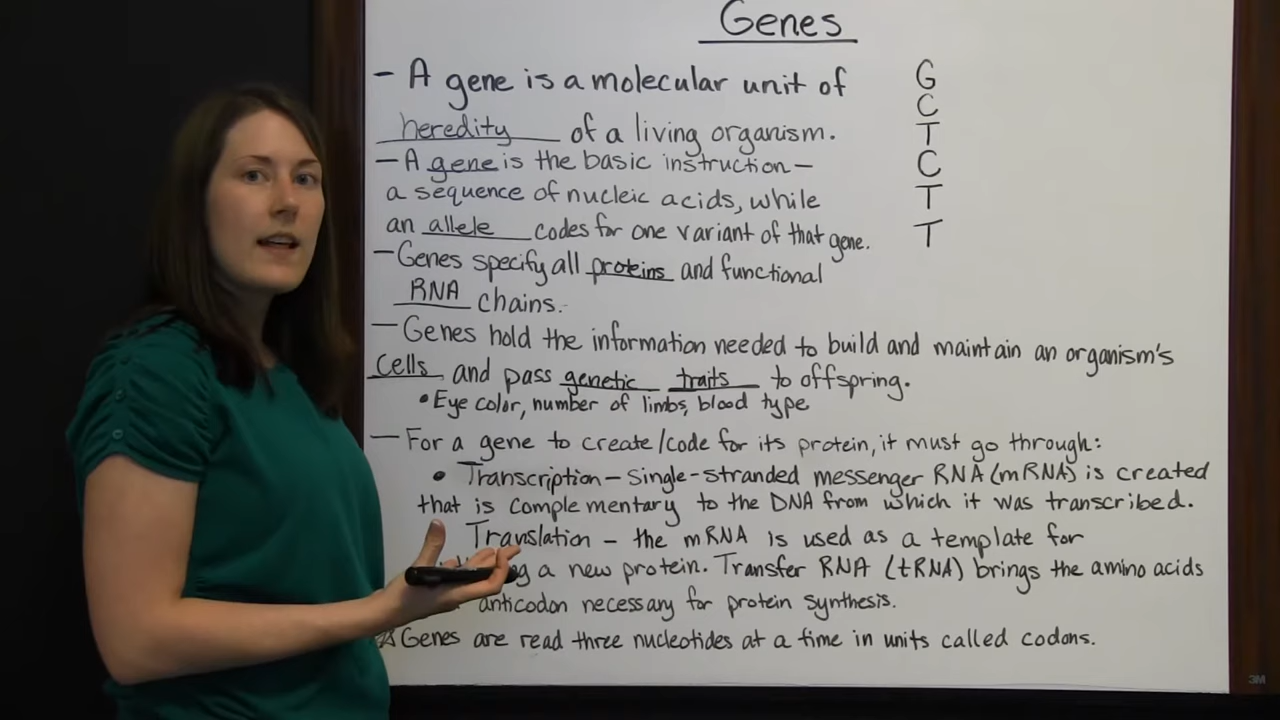 Genes
- A gene is a molecular unit of
heredity of a living organism.
- A gene is the basic instruction -
a sequence of nucleic acids, while
an allele codes for one variant of that gene.
- Genes specify all proteins and functional
RNA chains.
- Genes hold the information needed to build and maintain an organism's
cells and pass genetic traits to offspring.
• Eye color, number of limbs, blood type
- For a gene to create/code for its protein, it must go through:
• Transcription - Single-stranded messenger RNA (mRNA) is created
that is complementary to the DNA from which it was transcribed.
Translation - the mRNA is used as a template for
a new protein. Transfer RNA (tRNA) brings the amino acids
anticodon necessary for protein synthesis.
☆Genes are read three nucleotides at a time in units called codons.
G
C
T
C
T
T
3M